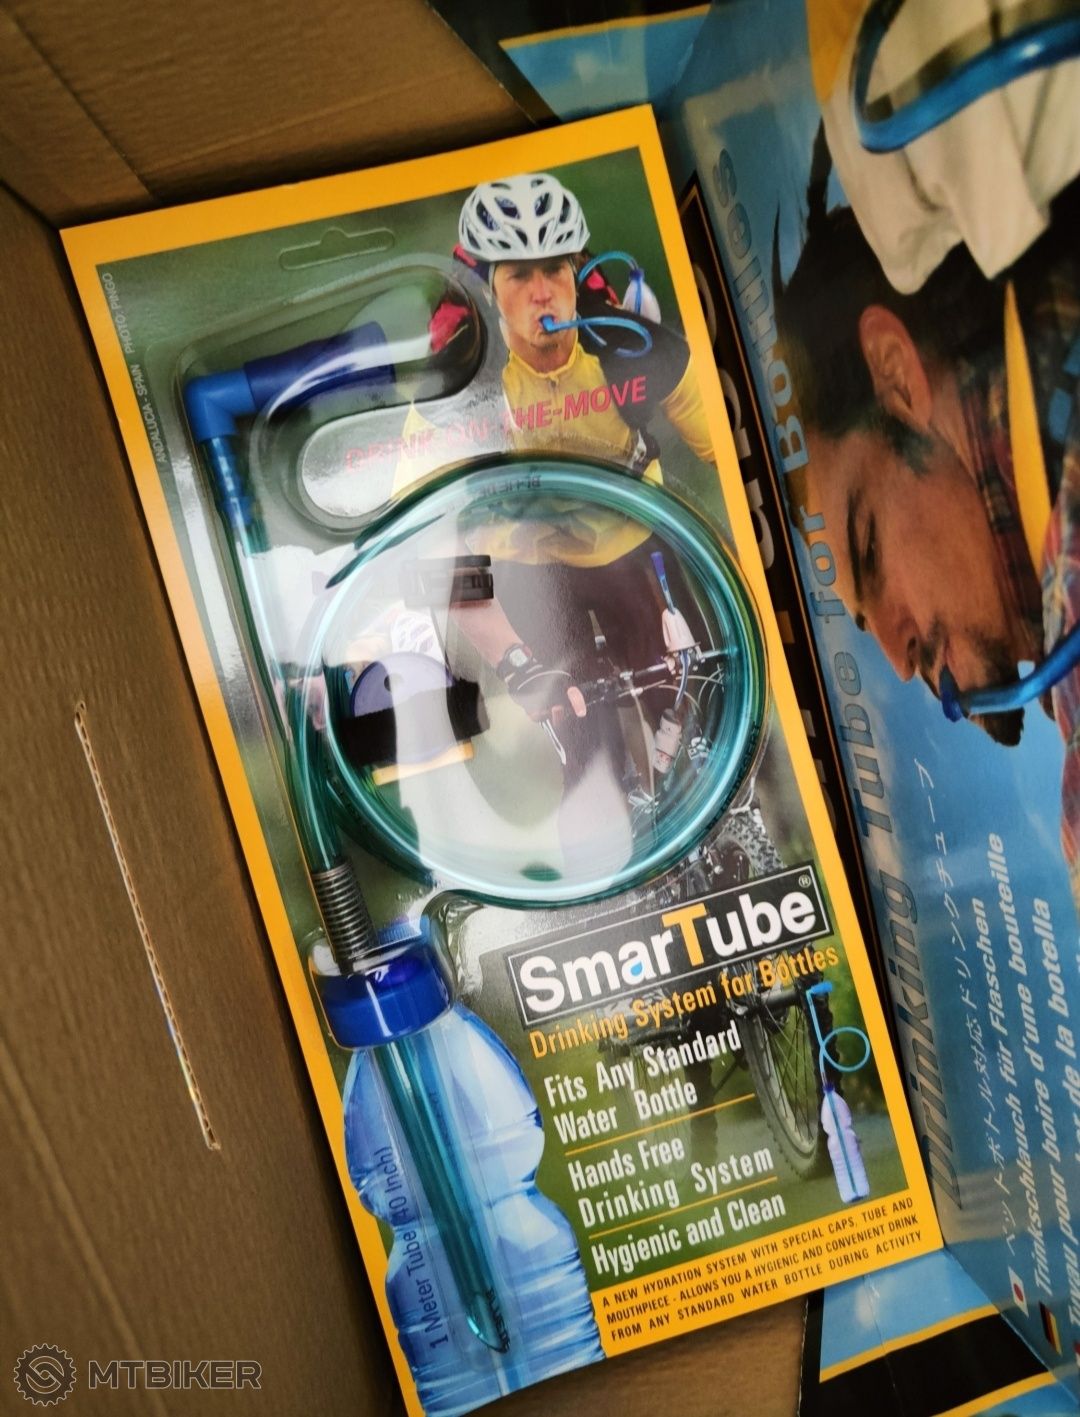 ANDALUCIA - SPAIN PHOTO: PINGO
DRINK-ON-THE-MOVE
SmarTube®
Drinking System for Bottles
Fits Any Standard
Water Bottle
Hands Free
Drinking System
Hygienic and Clean
1 Meter Tube (40 Inch)
A NEW HYDRATION SYSTEM WITH SPECIAL CAPS, TUBE AND
MOUTHPIECE - ALLOWS YOU A HYGIENIC AND CONVENIENT DRINK
FROM ANY STANDARD WATER BOTTLE DURING ACTIVITY
Drinking Tube for Bottles
ペットボトル対応ドリンクチューブ
Trinkschlauch für Flasschen
Tuyau pour boire d'une bouteille
de la botella
MTBIKER